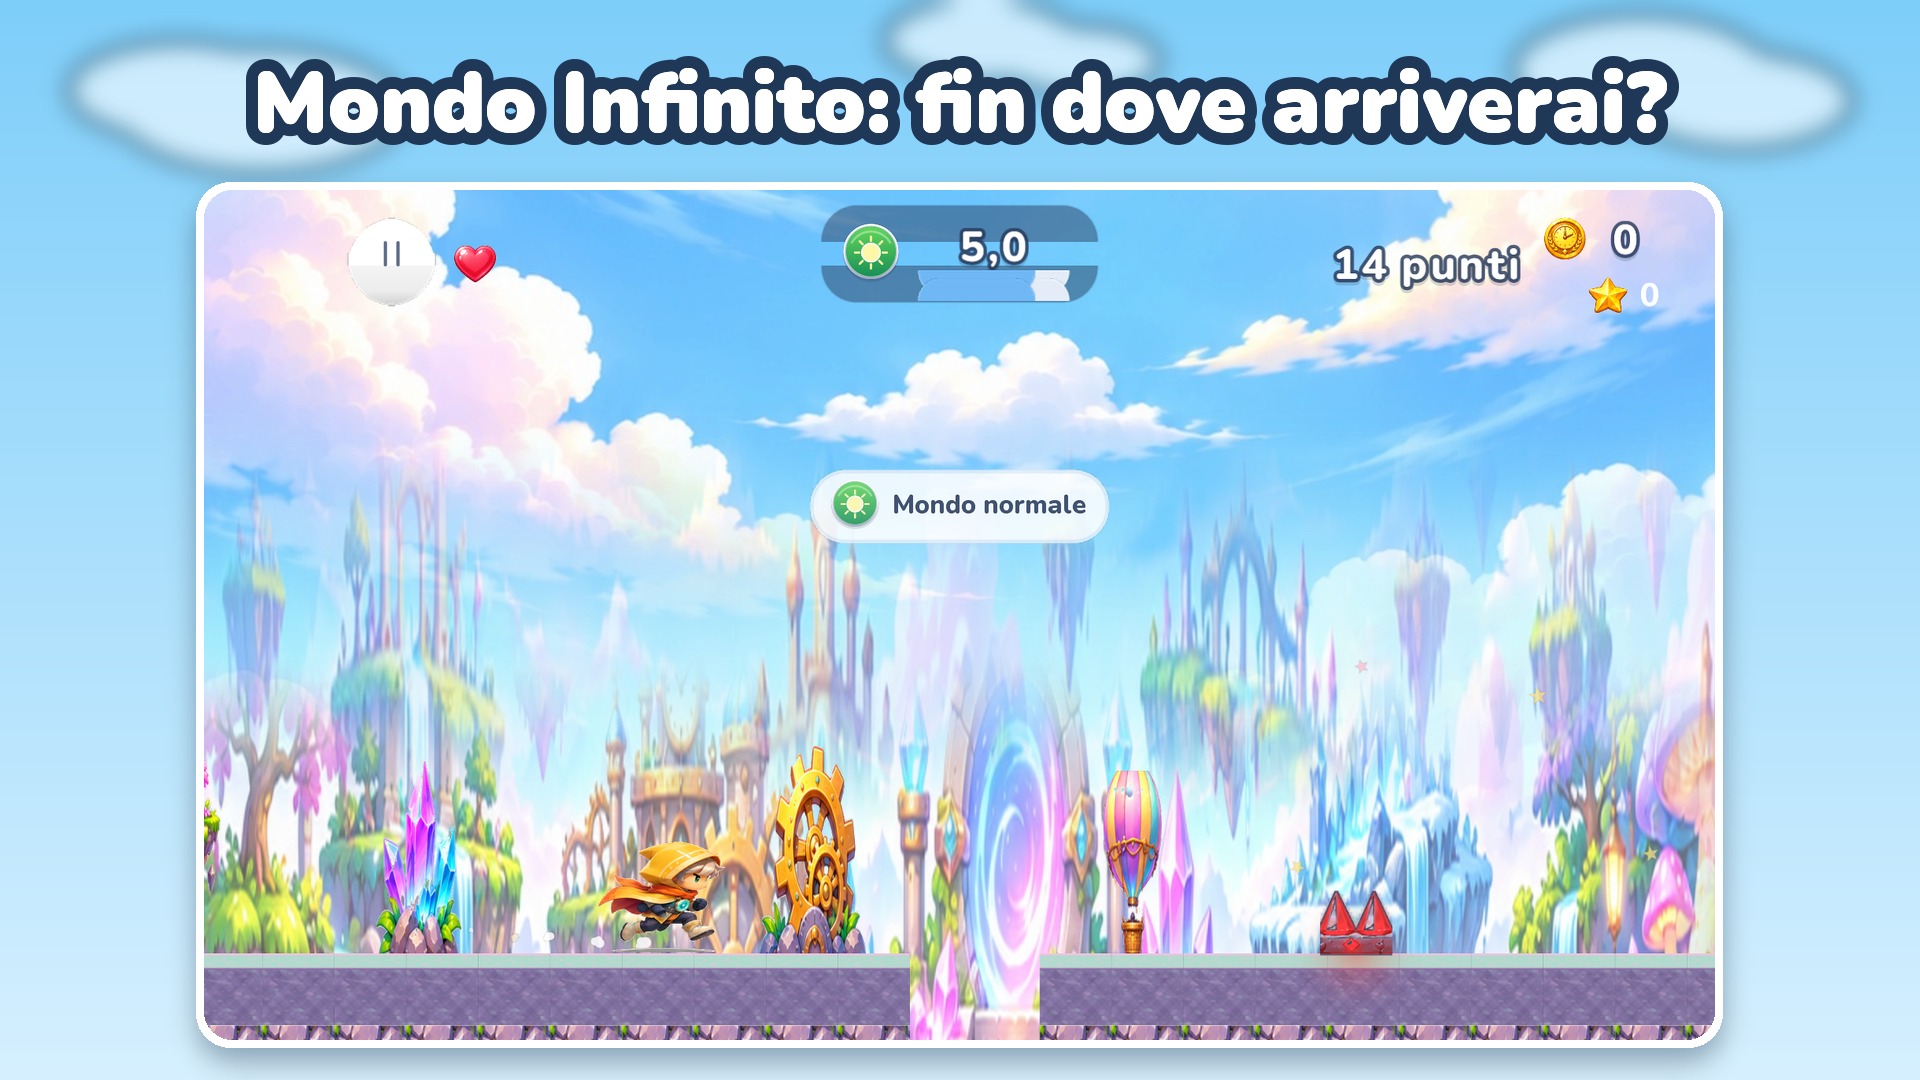 Mondo Infinito: fin dove arriverai?
5,0
14 punti
0
0
Mondo normale